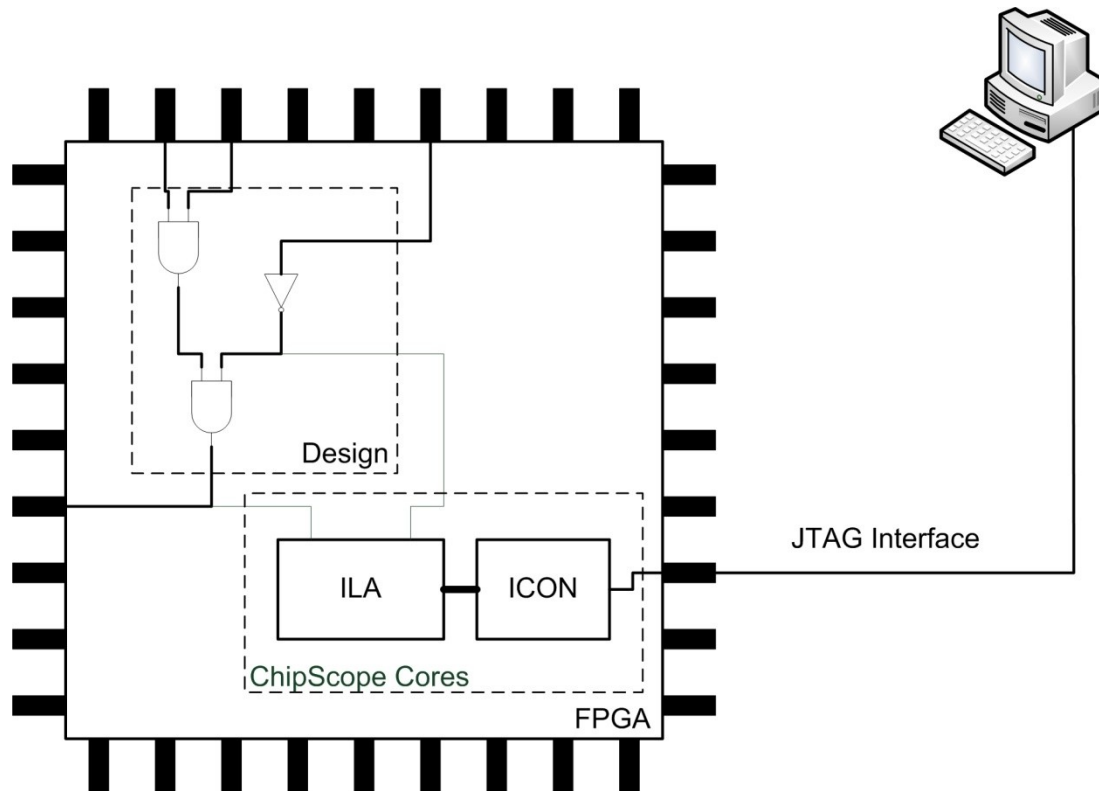 Design
JTAG Interface
ILA
ICON
ChipScope Cores
FPGA